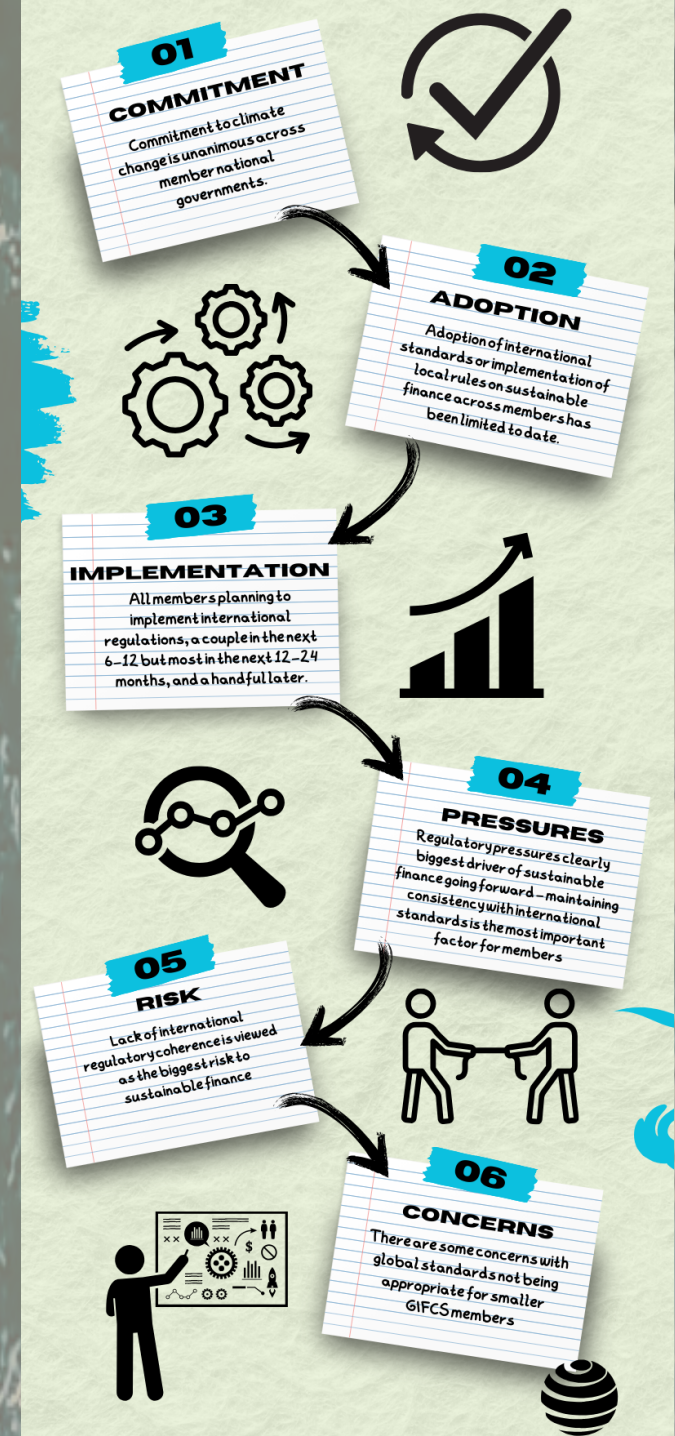 01
COMMITMENT
Commitment to climate
change is unanimous across
member national
governments.
02
ADOPTION
Adoption of international
standards or implementation of
local rules on sustainable
finance across members has
been limited to date.
03
IMPLEMENTATION
All members planning to
implement international
regulations, a couple in the next
6-12 but most in the next 12-24
months, and a handful later.
04
PRESSURES
Regulatory pressures clearly
biggest driver of sustainable
finance going forward - maintaining
consistency with international
standards is the most important
factor for members
05
RISK
Lack of international
regulatory coherence is viewed
as the biggest risk to
sustainable finance
06
CONCERNS
There are some concerns with
global standards not being
appropriate for smaller
GIFCS members
$